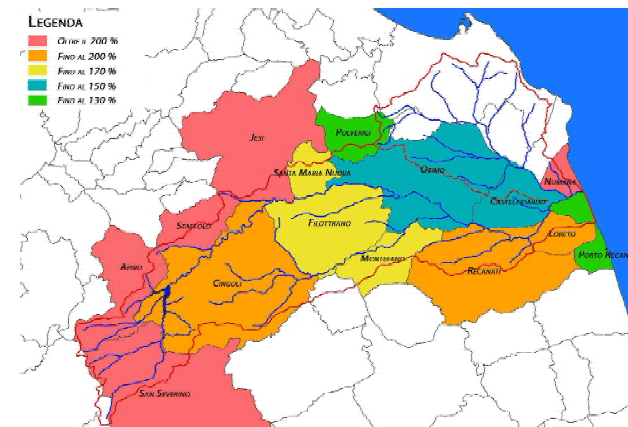 LEGENDA
OLTRE IL 200 %
FINO AL 200 %
FINO AL 170 %
FINO AL 150 %
FINO AL 130 %
POLVERIGI
JESI
SANTA MARIA NUOVA
OSIMO
NUMANA
CASTELFIDARDO
STAFFOLO
FILOTTRANO
LORETO
MONTEFANO
PORTO RECAN
APIRO
RECANATI
CINGOLI
SAN SEVERINO